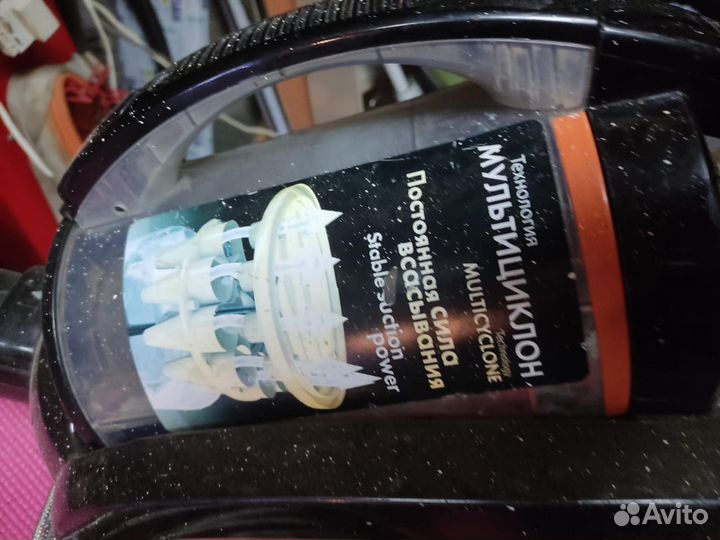 Технология
МУЛЬТИЦИКЛОН
MULTICYCLONE
Technology
Постоянная сила
всасывания
Stable suction
power
Avito